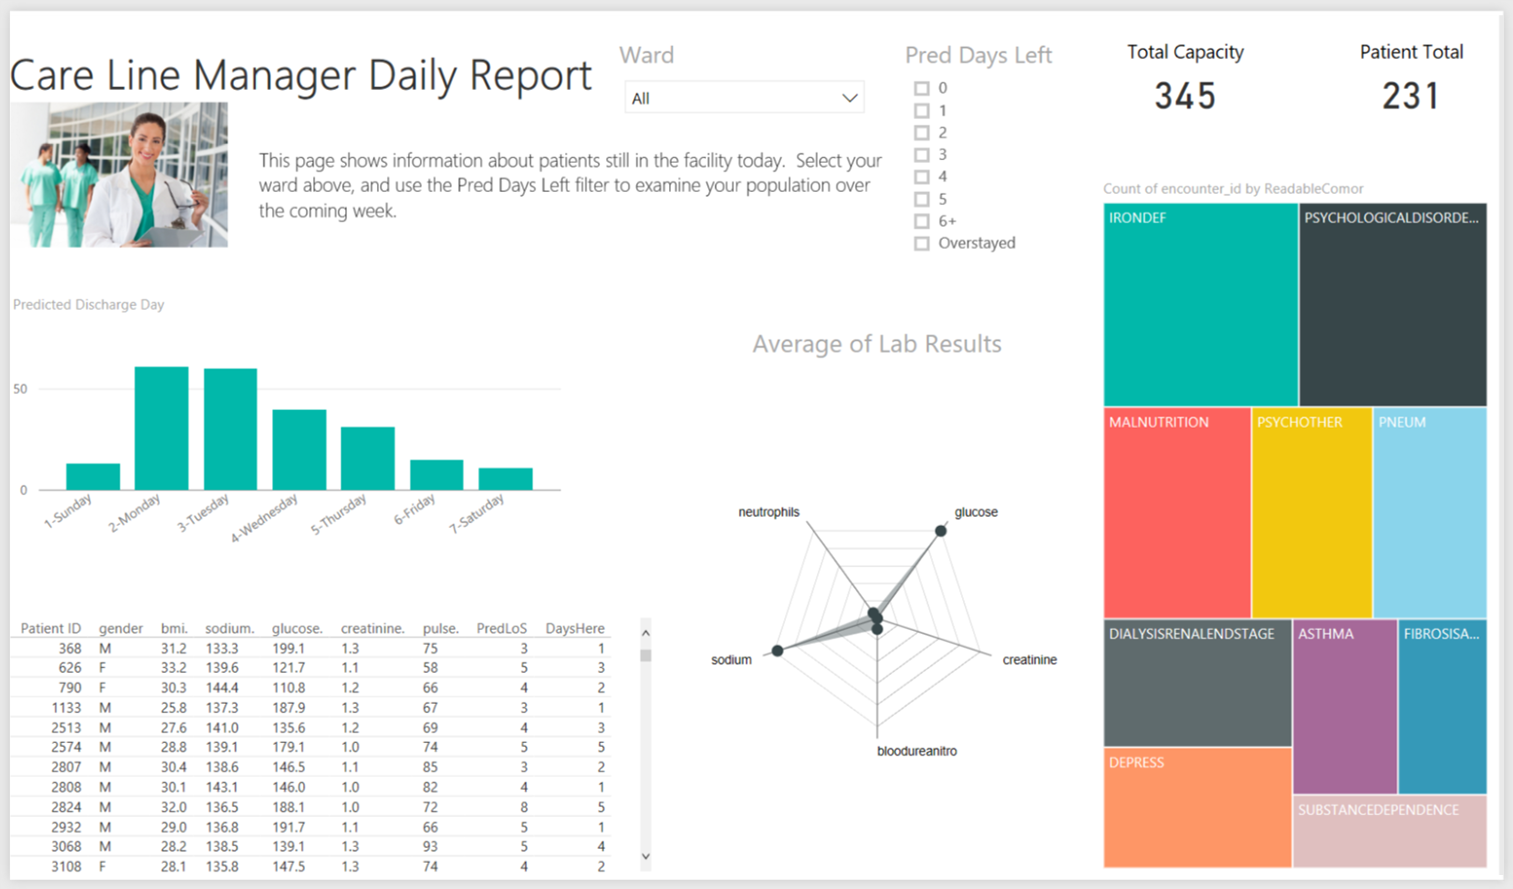 Care Line Manager Daily Report
Ward
All
Pred Days Left
0
1
2
3
4
5
6+
Overstayed
Total Capacity
345
Patient Total
231
This page shows information about patients still in the facility today.  Select your
ward above, and use the Pred Days Left filter to examine your population over
the coming week.
Predicted Discharge Day
50
0
1-Sunday
2-Monday
3-Tuesday
4-Wednesday
5-Thursday
6-Friday
7-Saturday
Patient ID gender bmi. sodium. glucose. creatinine. pulse. PredLoS DaysHere
368 M 31.2 133.3 199.1 1.3 75 3 1
626 F 33.2 139.6 121.7 1.1 58 5 3
790 F 30.3 144.4 110.8 1.2 66 4 2
1133 M 25.8 137.3 187.9 1.3 67 3 1
2513 M 27.6 141.0 135.6 1.2 69 4 3
2574 M 28.8 139.1 179.1 1.0 74 5 5
2807 M 30.4 138.6 146.5 1.1 85 3 2
2808 M 30.1 143.1 146.0 1.0 82 4 1
2824 M 32.0 136.5 188.1 1.0 72 8 5
2932 M 29.0 136.8 191.7 1.1 66 5 1
3068 M 28.2 138.5 139.1 1.3 93 5 4
3108 F 28.1 135.8 147.5 1.3 74 4 2
Average of Lab Results
neutrophils
glucose
sodium
creatinine
bloodureanitro
Count of encounter_id by ReadableComor
IRONDEF
PSYCHOLOGICALDISORDE...
MALNUTRITION
PSYCHOTHER
PNEUM
DIALYSISRENALENDSTAGE
ASTHMA
FIBROSISA...
DEPRESS
SUBSTANCEDEPENDENCE